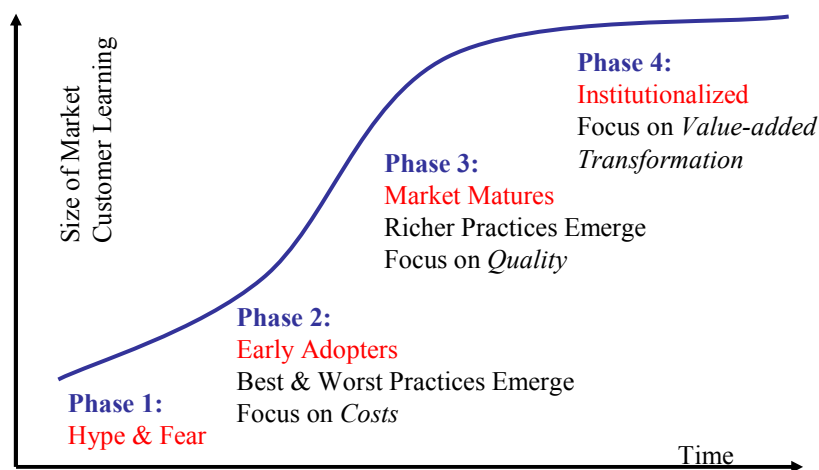 Size of Market
Customer Learning
Phase 1:
Hype & Fear
Phase 2:
Early Adopters
Best & Worst Practices Emerge
Focus on Costs
Phase 3:
Market Matures
Richer Practices Emerge
Focus on Quality
Phase 4:
Institutionalized
Focus on Value-added
Transformation
Time